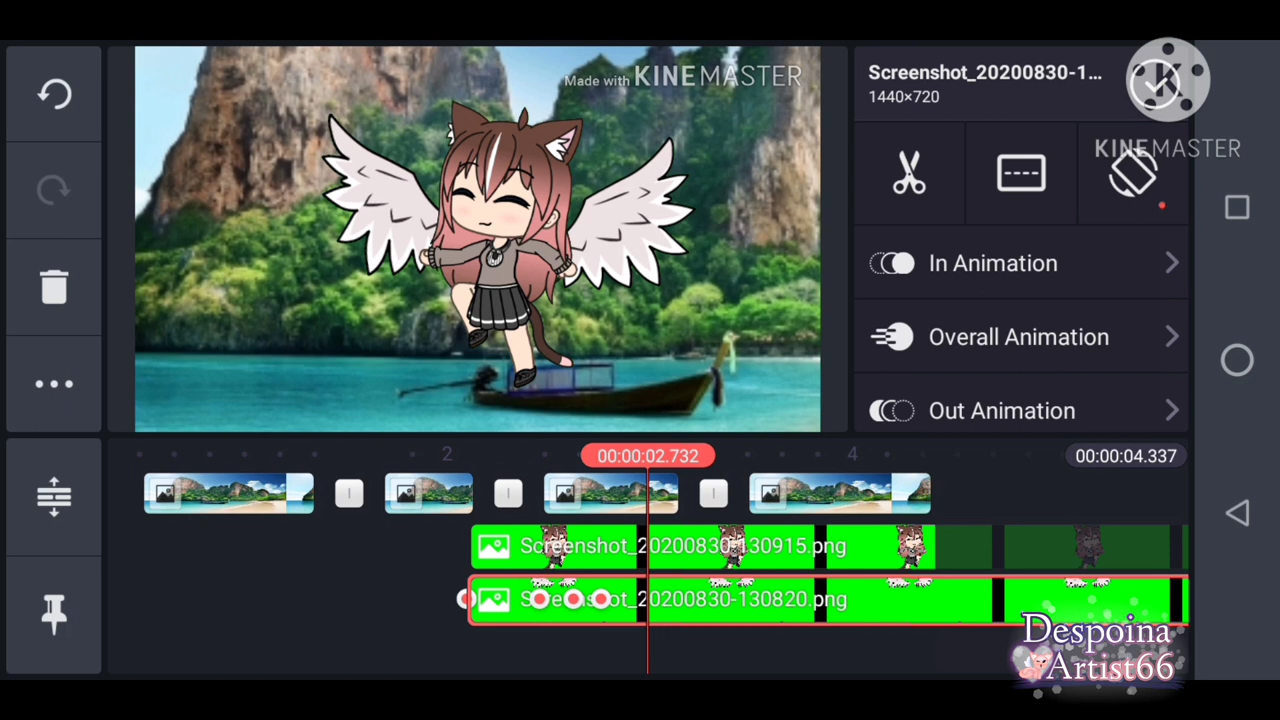 Made with KINEMASTER
Screenshot_20200830-1...
1440×720
KINEMASTER
In Animation
Overall Animation
Out Animation
2
00:00:02.732
4
00:00:04.337
Screenshot_20200830-130915.png
Screenshot_20200830-130820.png
Despoina
Artist66